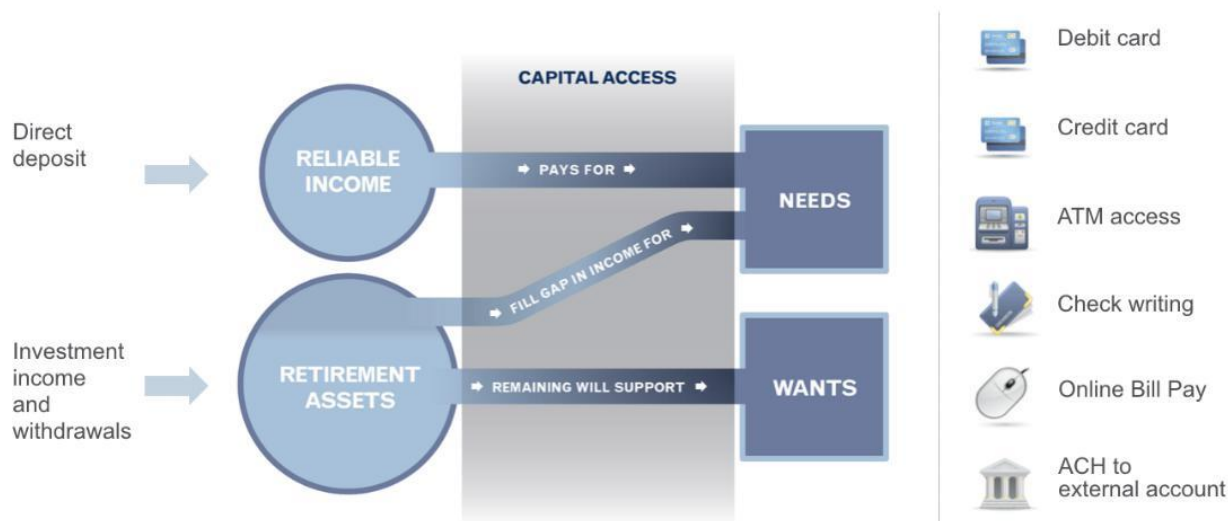 CAPITAL ACCESS
Direct
deposit
RELIABLE
INCOME
PAYS FOR
NEEDS
FILL GAP IN INCOME FOR
Investment
income
and
withdrawals
RETIREMENT
ASSETS
REMAINING WILL SUPPORT
WANTS
Debit card
Credit card
ATM access
Check writing
Online Bill Pay
ACH to
external account